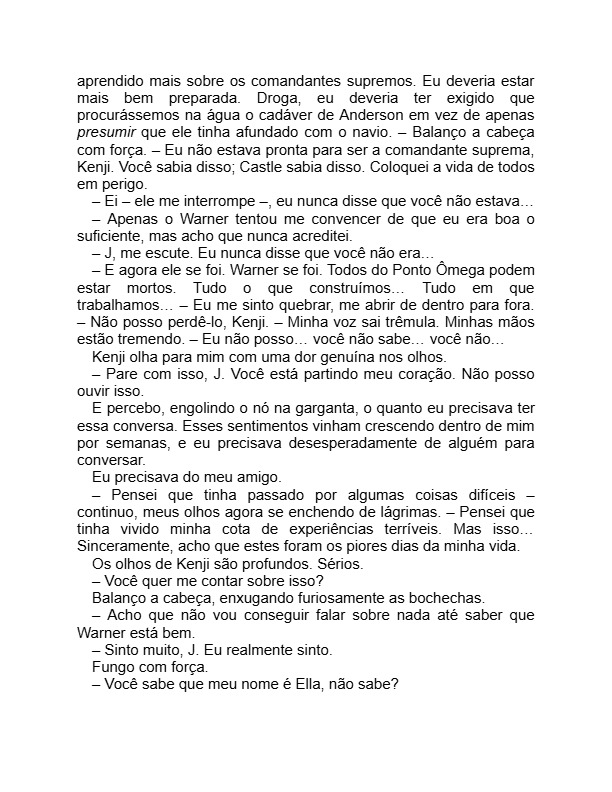 aprendido mais sobre os comandantes supremos. Eu deveria estar
mais bem preparada. Droga, eu deveria ter exigido que
procurássemos na água o cadáver de Anderson em vez de apenas
presumir que ele tinha afundado com o navio. – Balanço a cabeça
com força. – Eu não estava pronta para ser a comandante suprema,
Kenji. Você sabia disso; Castle sabia disso. Coloquei a vida de todos
em perigo.
– Ei – ele me interrompe –, eu nunca disse que você não estava…
– Apenas o Warner tentou me convencer de que eu era boa o
suficiente, mas acho que nunca acreditei.
– J, me escute. Eu nunca disse que você não era…
– E agora ele se foi. Warner se foi. Todos do Ponto Ômega podem
estar mortos. Tudo o que construímos… Tudo em que
trabalhamos… – Eu me sinto quebrar, me abrir de dentro para fora.
– Não posso perdê-lo, Kenji. – Minha voz sai trêmula. Minhas mãos
estão tremendo. – Eu não posso… você não sabe… você não…
Kenji olha para mim com uma dor genuína nos olhos.
– Pare com isso, J. Você está partindo meu coração. Não posso
ouvir isso.
E percebo, engolindo o nó na garganta, o quanto eu precisava ter
essa conversa. Esses sentimentos vinham crescendo dentro de mim
por semanas, e eu precisava desesperadamente de alguém para
conversar.
Eu precisava do meu amigo.
– Pensei que tinha passado por algumas coisas difíceis –
continuo, meus olhos agora se enchendo de lágrimas. – Pensei que
tinha vivido minha cota de experiências terríveis. Mas isso…
Sinceramente, acho que estes foram os piores dias da minha vida.
Os olhos de Kenji são profundos. Sérios.
– Você quer me contar sobre isso?
Balanço a cabeça, enxugando furiosamente as bochechas.
– Acho que não vou conseguir falar sobre nada até saber que
Warner está bem.
– Sinto muito, J. Eu realmente sinto.
Fungo com força.
– Você sabe que meu nome é Ella, não sabe?